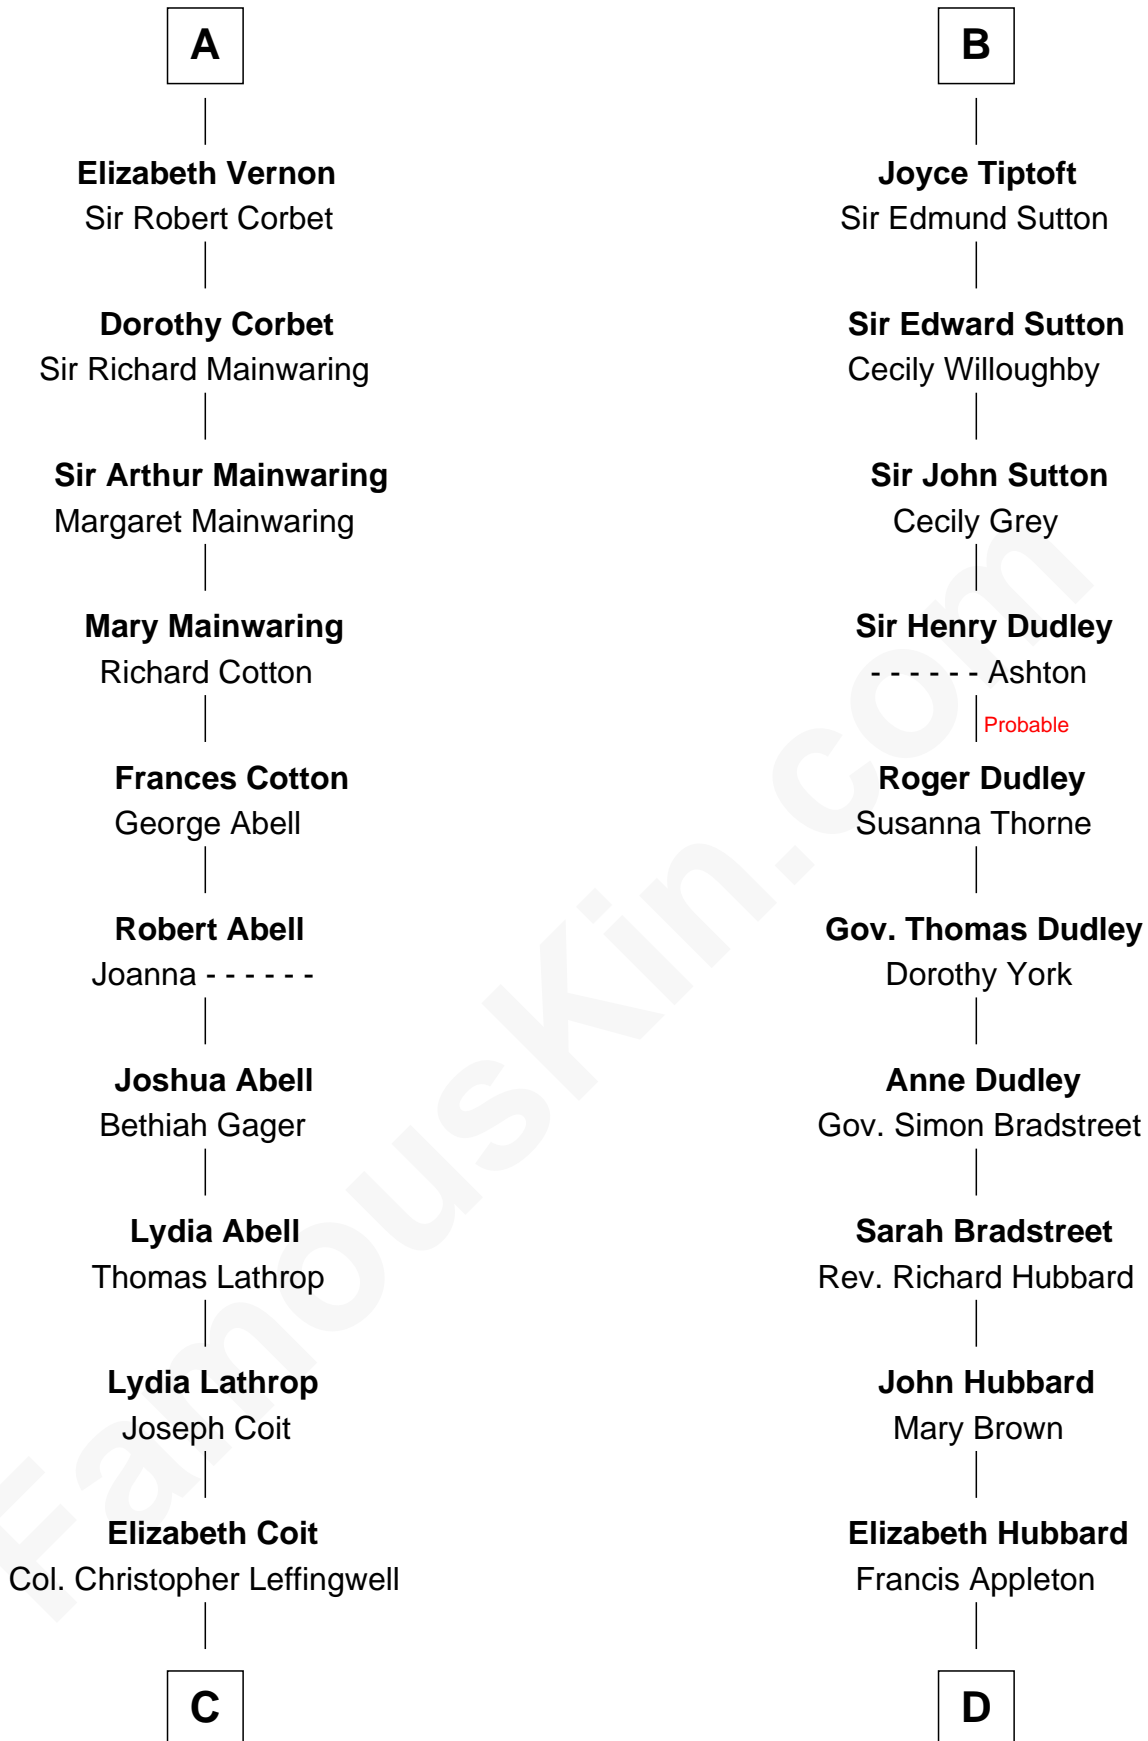 A
Elizabeth Vernon
Sir Robert Corbet
Dorothy Corbet
Sir Richard Mainwaring
Sir Arthur Mainwaring
Margaret Mainwaring
Mary Mainwaring
Richard Cotton
Frances Cotton
George Abell
Robert Abell
Joanna - - - - - -
Joshua Abell
Bethiah Gager
Lydia Abell
Thomas Lathrop
Lydia Lathrop
Joseph Coit
Elizabeth Coit
Col. Christopher Leffingwell
C
B
Joyce Tiptoft
Sir Edmund Sutton
Sir Edward Sutton
Cecily Willoughby
Sir John Sutton
Cecily Grey
Sir Henry Dudley
- - - - - - Ashton
Probable
Roger Dudley
Susanna Thorne
Gov. Thomas Dudley
Dorothy York
Anne Dudley
Gov. Simon Bradstreet
Sarah Bradstreet
Rev. Richard Hubbard
John Hubbard
Mary Brown
Elizabeth Hubbard
Francis Appleton
D
FamousKin.com